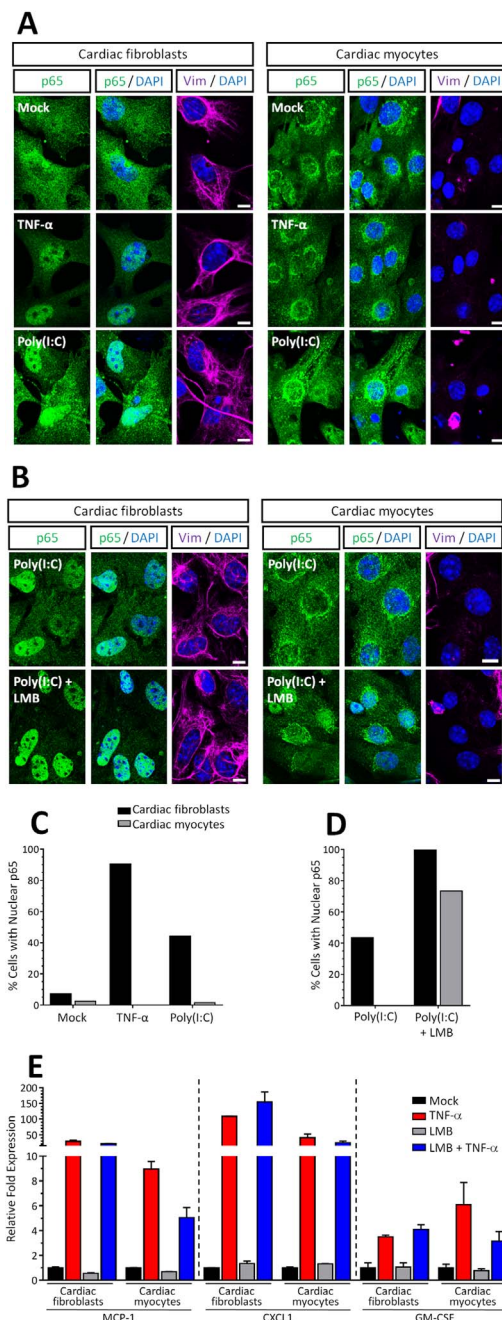 A
Cardiac fibroblasts
Cardiac myocytes
p65
p65 / DAPI
Vim / DAPI
p65
p65 / DAPI
Vim / DAPI
Mock
Mock
TNF-α
TNF-α
Poly(I:C)
Poly(I:C)
B
Cardiac fibroblasts
Cardiac myocytes
p65
p65 / DAPI
Vim / DAPI
p65
p65 / DAPI
Vim / DAPI
Poly(I:C)
Poly(I:C)
Poly(I:C) +
LMB
Poly(I:C) +
LMB
Cardiac fibroblasts
Cardiac myocytes
C
% Cells with Nuclear p65
100
80
60
40
20
0
Mock
TNF-α
Poly(I:C)
D
% Cells with Nuclear p65
100
80
60
40
20
0
Poly(I:C)
Poly(I:C)
+ LMB
E
Relative Fold Expression
200
150
100
50
10
8
6
4
2
0
Mock
TNF-α
LMB
LMB + TNF-α
Cardiac
fibroblasts
Cardiac
myocytes
Cardiac
fibroblasts
Cardiac
myocytes
Cardiac
fibroblasts
Cardiac
myocytes
MCP-1
CXCL1
GM-CSF